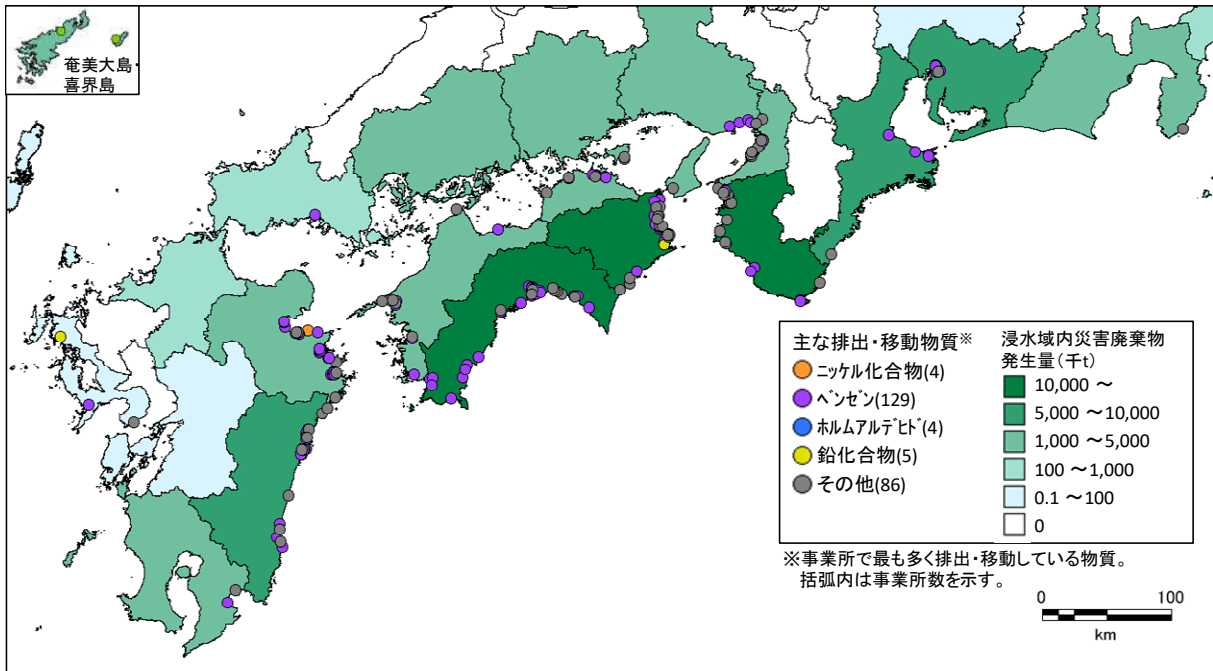 奄美大島・
喜界島
主な排出・移動物質※
ニッケル化合物(4)
ﾍﾞﾝｾﾞﾝ(129)
ﾎﾙﾑｱﾙﾃﾞﾋﾄﾞ(4)
鉛化合物(5)
その他(86)
浸水域内災害廃棄物
発生量(千t)
10,000 ～
5,000 ～10,000
1,000 ～5,000
100 ～1,000
0.1 ～100
0
※事業所で最も多く排出・移動している物質。
括弧内は事業所数を示す。
0 100
km